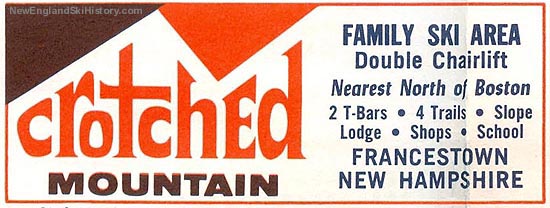 NewEnglandSkiHistory.com
crotched
MOUNTAIN
FAMILY SKI AREA
Double Chairlift
Nearest North of Boston
2 T-Bars • 4 Trails • Slope
Lodge • Shops • School
FRANCESTOWN
NEW HAMPSHIRE